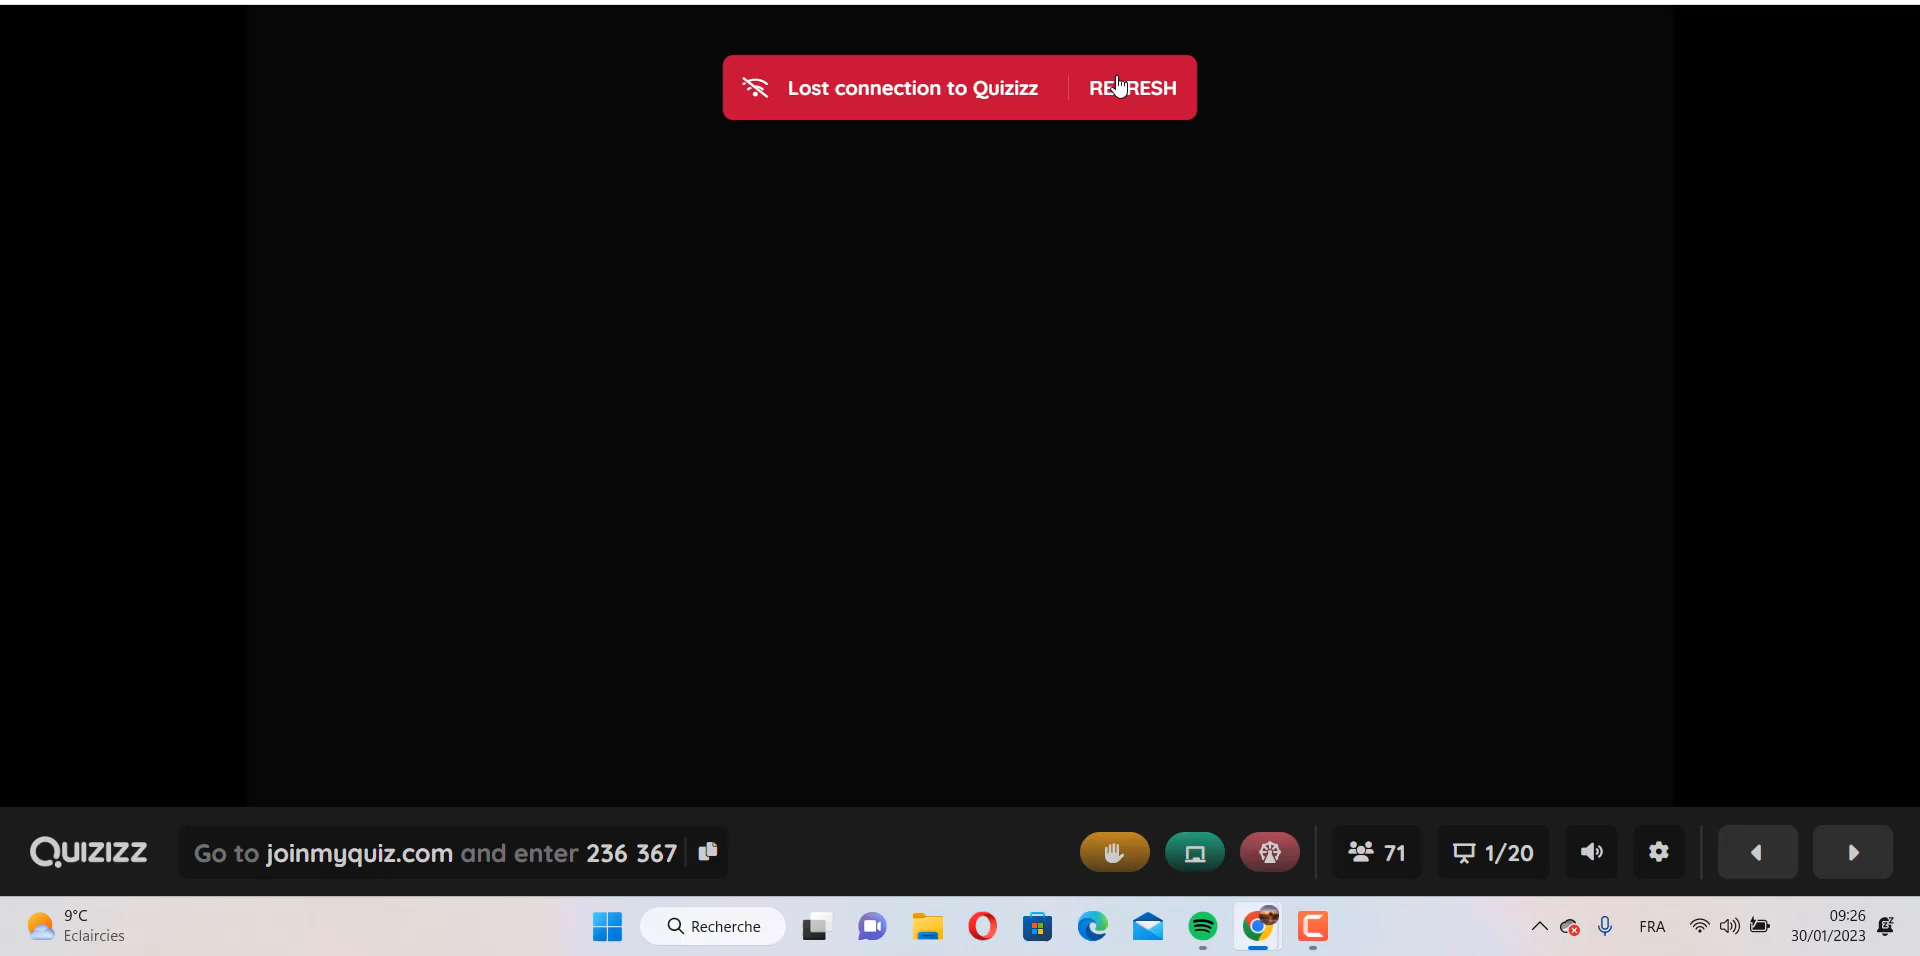 Lost connection to Quizizz REFRESH
QUIZIZZ Go to joinmyquiz.com and enter 236 367 71 1/20
9°C
Eclaircies
Recherche
FRA
09:26
30/01/2023